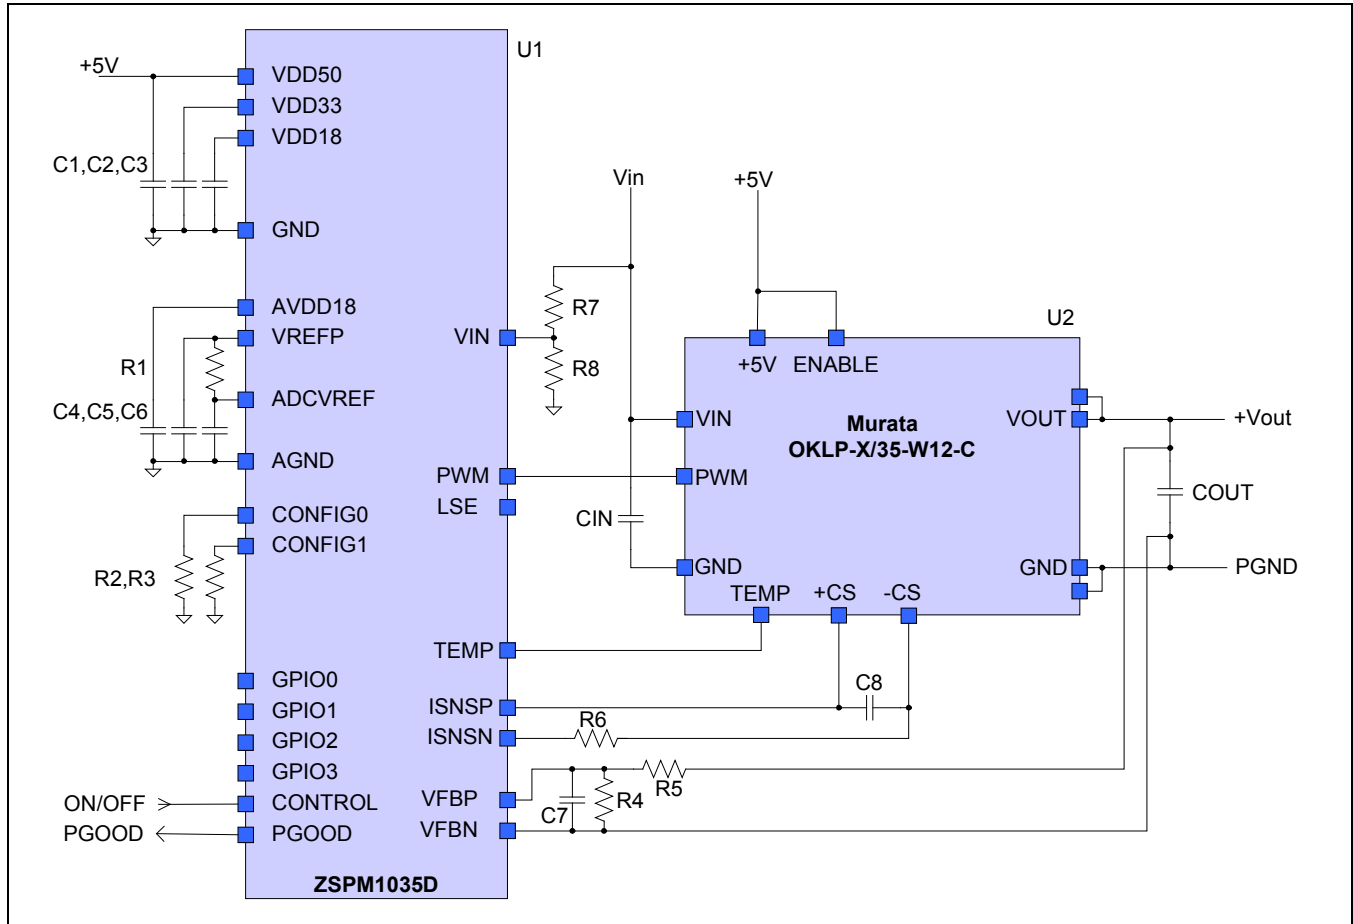 U1
+5V
VDD50
VDD33
VDD18
C1,C2,C3
GND
AVDD18
VREFP
R1
ADCVREF
C4,C5,C6
AGND
CONFIG0
CONFIG1
R2,R3
GPIO0
GPIO1
GPIO2
GPIO3
ON/OFF
CONTROL
PGOOD
PGOOD
VIN
PWM
LSE
TEMP
ISNSP
ISNSN
VFBP
VFBN
ZSPM1035D
Vin
+5V
R7
R8
CIN
U2
+5V
ENABLE
VIN
Murata
OKLP-X/35-W12-C
VOUT
+Vout
PWM
COUT
GND
GND
PGND
TEMP
+CS
-CS
C8
R6
R5
C7
R4